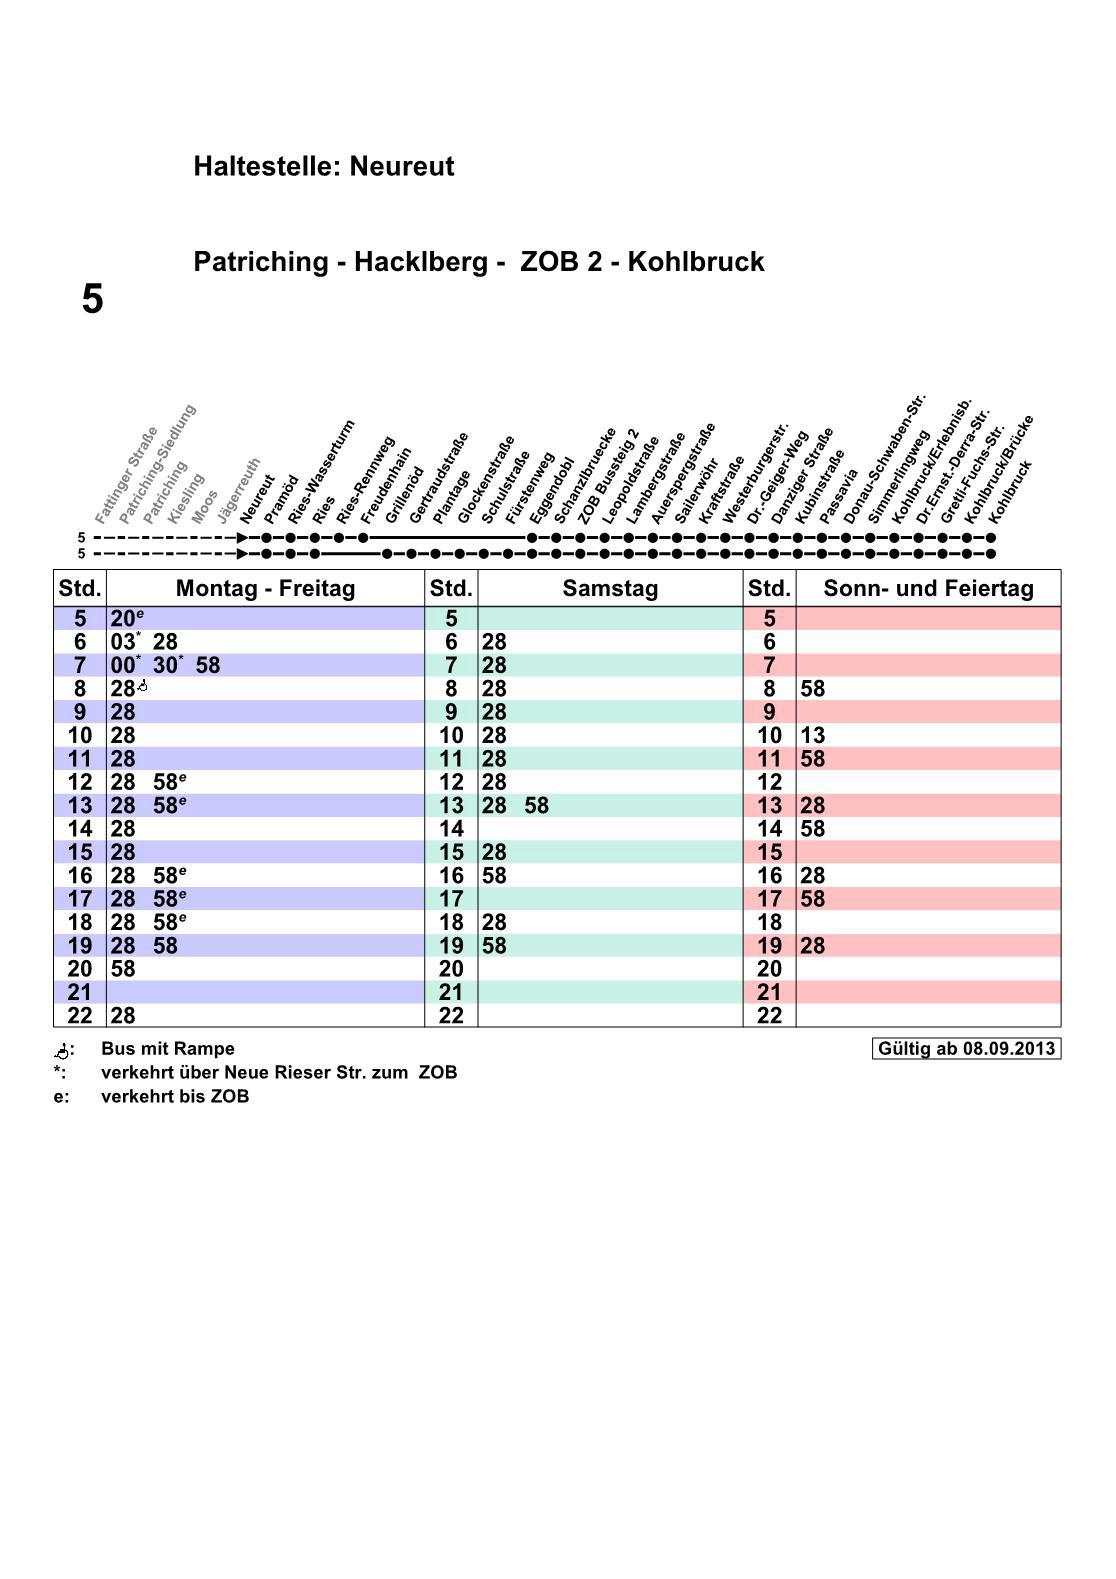 Haltestelle: Neureut
Patriching - Hacklberg - ZOB 2 - Kohlbruck
5
Fattinger Straße
Patriching-Siedlung
Patriching
Kiesling
Moos
Jägerreuth
Neureut
Pramöd
Ries-Wasserturm
Ries
Ries-Rennweg
Freudenhain
Grillenöd
Gertraudstraße
Plantage
Glockenstraße
Schulstraße
Fürstenweg
Eggendobl
Schanzlbruecke
ZOB Bussteig 2
Leopoldstraße
Lambergstraße
Auerspergstraße
Sailerwöhr
Kraftstraße
Westerburgerstr.
Dr.-Geiger-Weg
Danziger Straße
Kubinstraße
Passavia
Donau-Schwaben-Str.
Simmerlingweg
Kohlbruck/Erlebnisb.
Dr.Ernst.-Derra-Str.
Gretl-Fuchs-Str.
Kohlbruck/Brücke
Kohlbruck
5
5
Std. Montag - Freitag Std. Samstag Std. Sonn- und Feiertag
5 20e 5 5
6 03* 28 6 28 6
7 00* 30* 58 7 28 7
8 28 8 28 8 58
9 28 9 28 9
10 28 10 28 10 13
11 28 11 28 11 58
12 28 58e 12 28 12
13 28 58e 13 28 58 13 28
14 28 14 14 58
15 28 15 28 15
16 28 58e 16 58 16 28
17 28 58e 17 17 58
18 28 58e 18 28 18
19 28 58 19 58 19 28
20 58 20 20
21 21 21
22 28 22 22
: Bus mit Rampe
Gültig ab 08.09.2013
*: verkehrt über Neue Rieser Str. zum ZOB
e: verkehrt bis ZOB